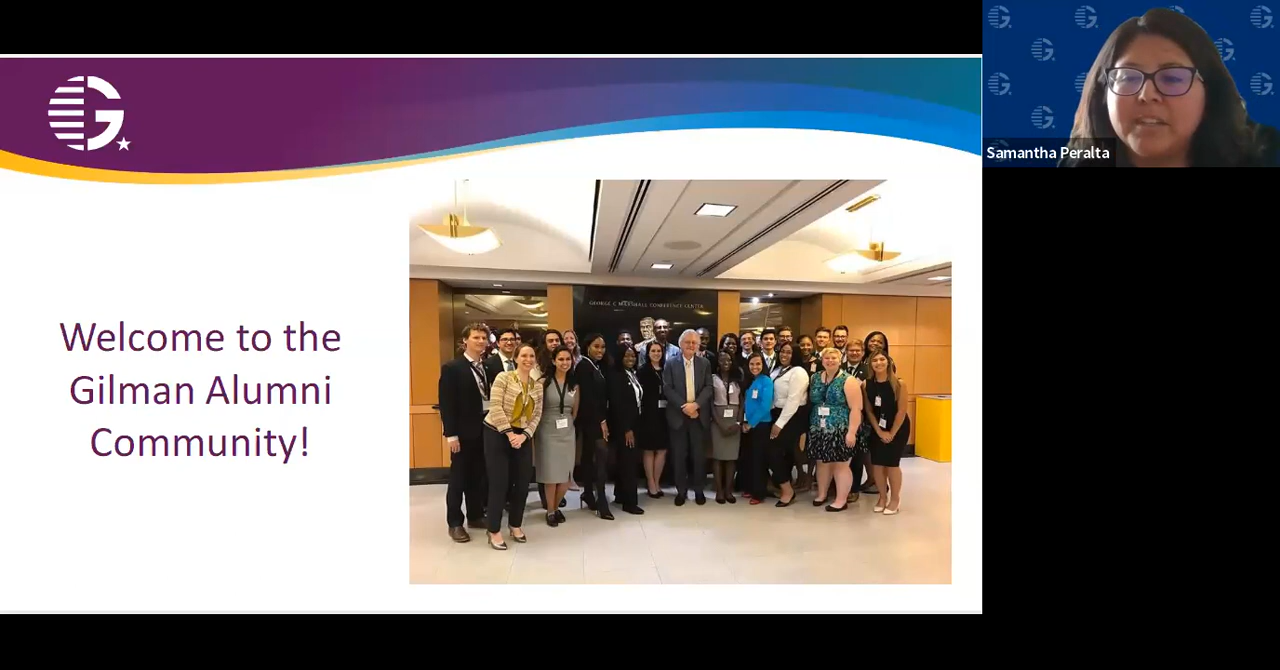 Samantha Peralta
GEORGE C MARSHALL CONFERENCE CENTER
Welcome to the
Gilman Alumni
Community!